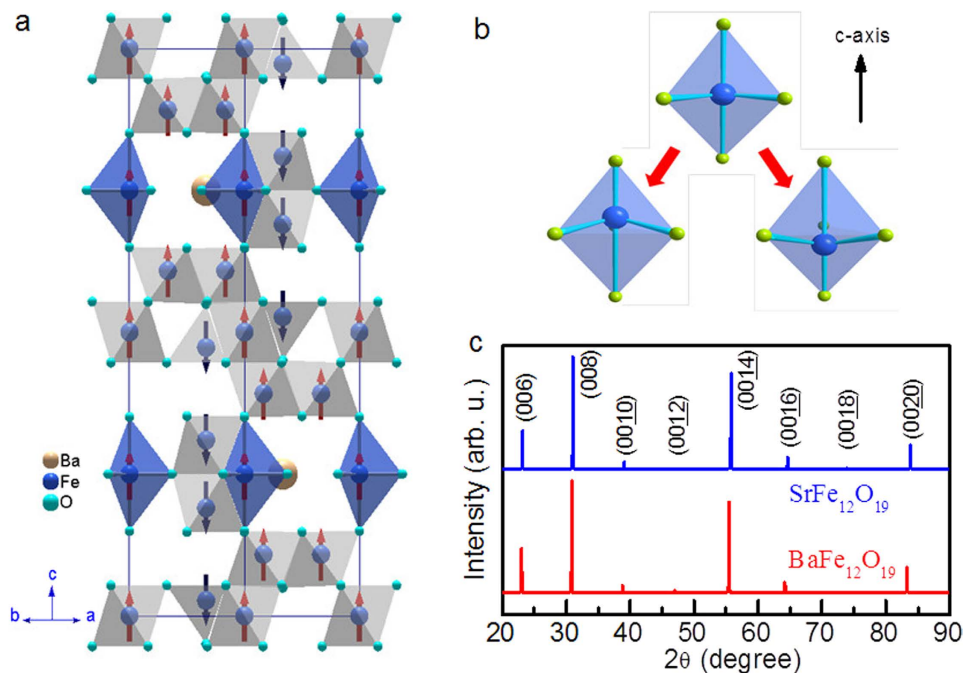 a
Ba
Fe
O
c
b
a
b
c-axis
c
Intensity (arb. u.)
(006)
(008)
(0010)
(0012)
(0014)
(0016)
(0018)
(0020)
SrFe₁₂O₁₉
BaFe₁₂O₁₉
20 30 40 50 60 70 80 90
2θ (degree)